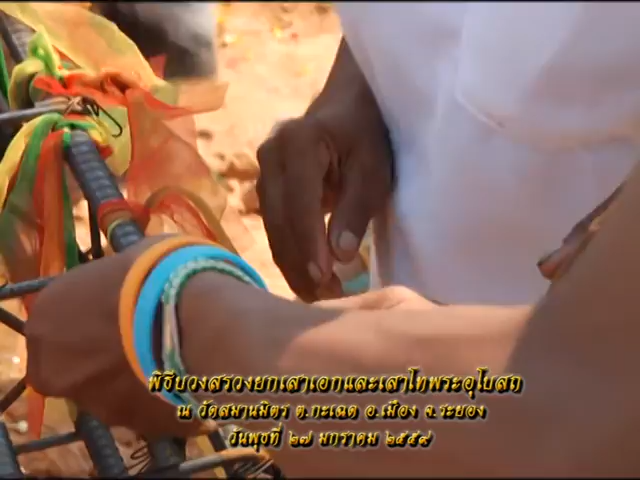 พิธีบวงสรวงยกเสาเอกและเสาโทพระอุโบสถ
ณ วัดสมานมิตร ต.กะเฉด อ.เมือง จ.ระยอง
วันพุธที่ ๒๗ มกราคม ๒๕๕๙